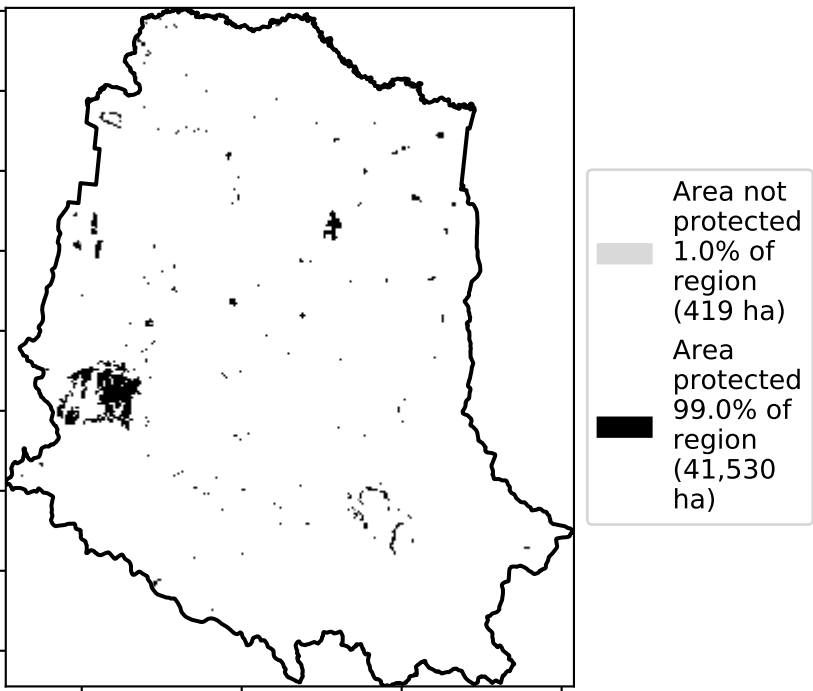 Area not
protected
1.0% of
region
(419 ha)
Area
protected
99.0% of
region
(41,530
ha)